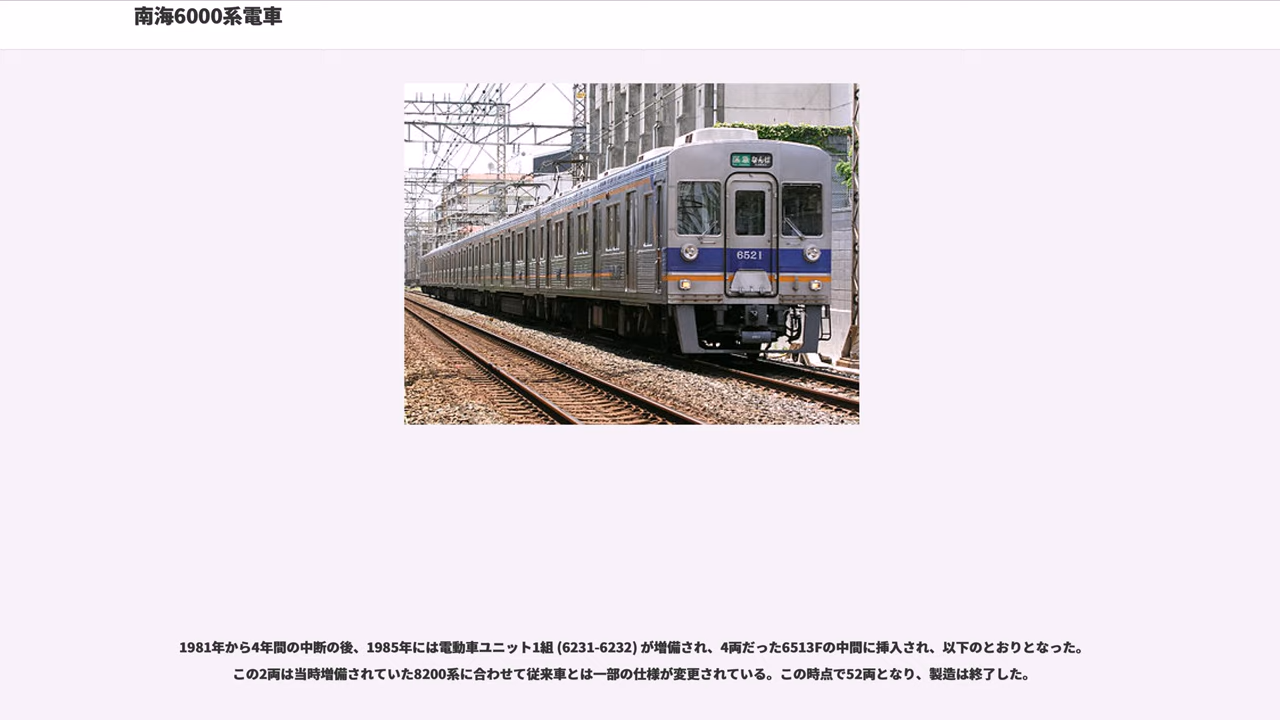 南海6000系電車
なんば
6521
1981年から4年間の中断の後、1985年には電動車ユニット1組 (6231-6232) が増備され、4両だった6513Fの中間に挿入され、以下のとおりとなった。
この2両は当時増備されていた8200系に合わせて従来車とは一部の仕様が変更されている。この時点で52両となり、製造は終了した。